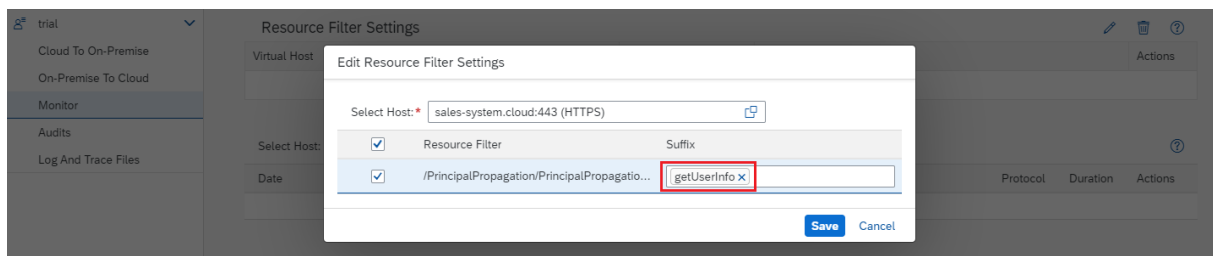 trial
Cloud To On-Premise
On-Premise To Cloud
Monitor
Audits
Log And Trace Files
Resource Filter Settings
Virtual Host Actions
Edit Resource Filter Settings
Select Host:* sales-system.cloud:443 (HTTPS)
Resource Filter Suffix
/PrincipalPropagation/PrincipalPropagatio... getUserInfo ×
Save Cancel
Select Host:
Date Protocol Duration Actions